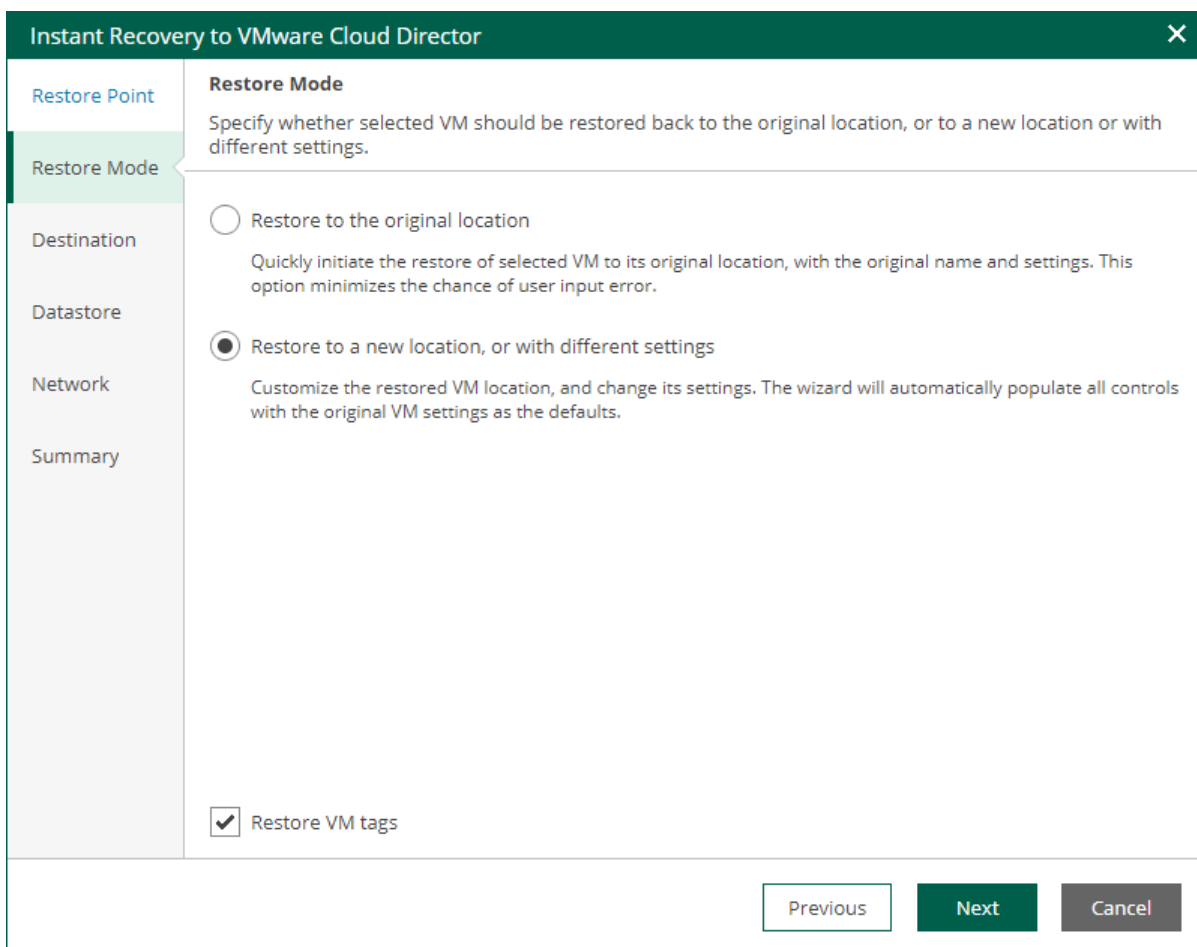 Instant Recovery to VMware Cloud Director
Restore Point
Restore Mode
Destination
Datastore
Network
Summary
Restore Mode
Specify whether selected VM should be restored back to the original location, or to a new location or with
different settings.
Restore to the original location
Quickly initiate the restore of selected VM to its original location, with the original name and settings. This
option minimizes the chance of user input error.
Restore to a new location, or with different settings
Customize the restored VM location, and change its settings. The wizard will automatically populate all controls
with the original VM settings as the defaults.
Restore VM tags
Previous
Next
Cancel